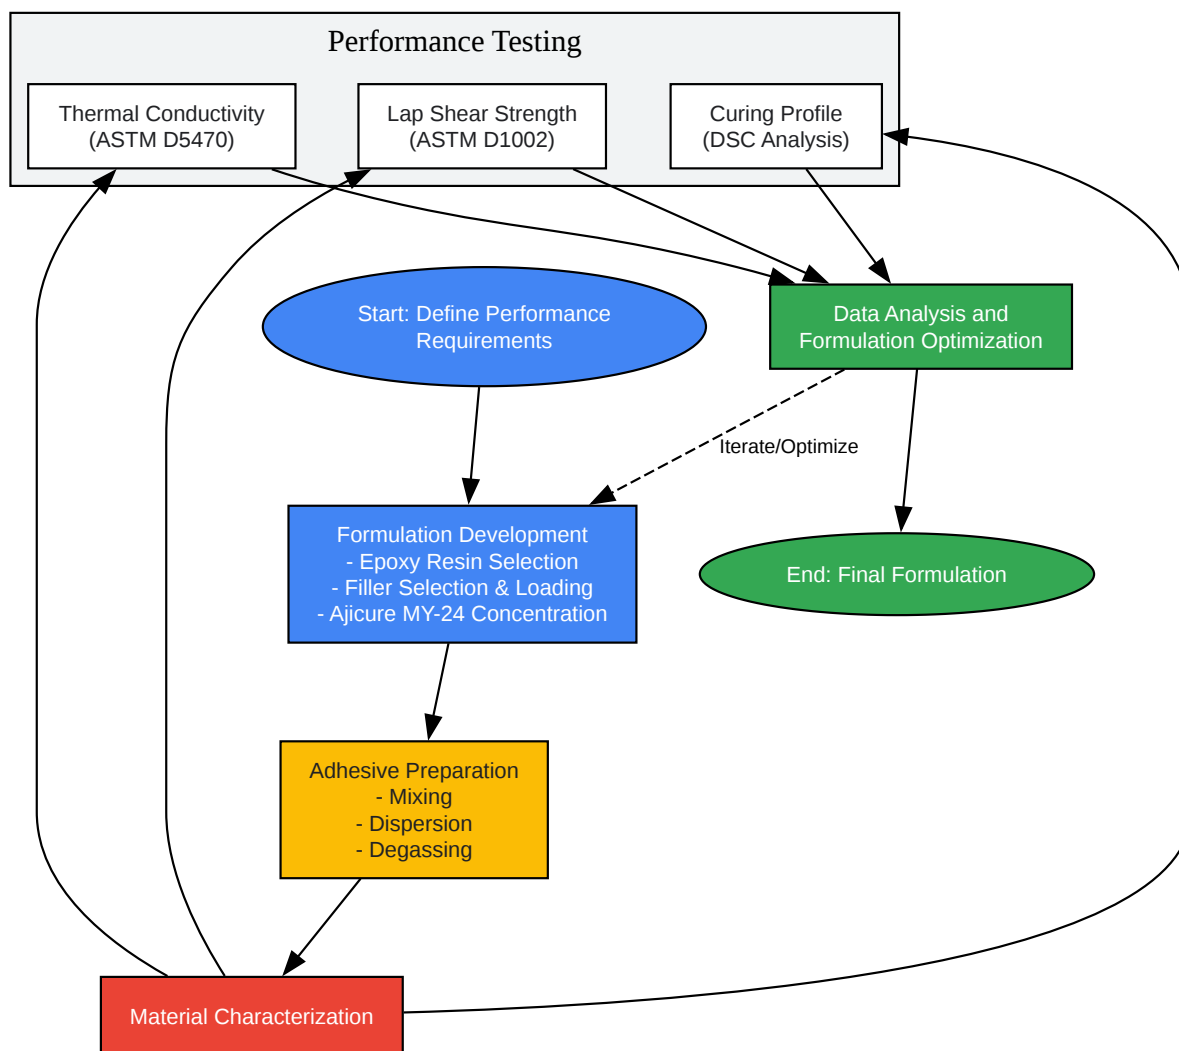 Performance Testing
Thermal Conductivity
(ASTM D5470)
Lap Shear Strength
(ASTM D1002)
Curing Profile
(DSC Analysis)
Start: Define Performance
Requirements
Data Analysis and
Formulation Optimization
Iterate/Optimize
Formulation Development
- Epoxy Resin Selection
- Filler Selection & Loading
- Ajicure MY-24 Concentration
End: Final Formulation
Adhesive Preparation
- Mixing
- Dispersion
- Degassing
Material Characterization